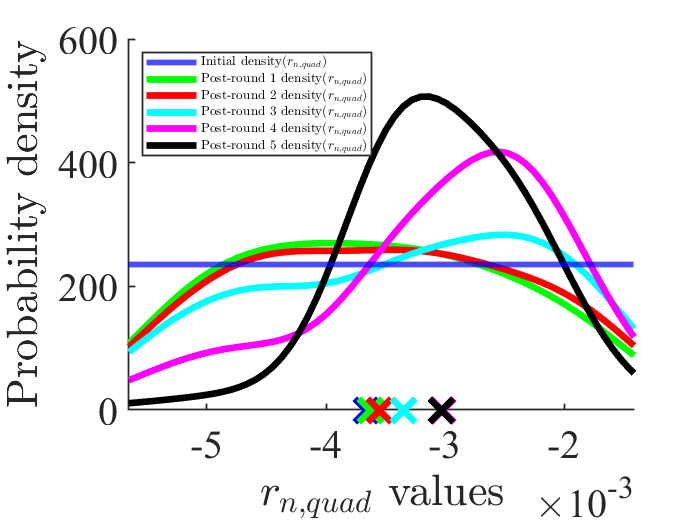 600
400
200
0
Probability density
Initial density(r_{n,quad})
Post-round 1 density(r_{n,quad})
Post-round 2 density(r_{n,quad})
Post-round 3 density(r_{n,quad})
Post-round 4 density(r_{n,quad})
Post-round 5 density(r_{n,quad})
-5 -4 -3 -2
r_{n,quad} values
×10^{-3}